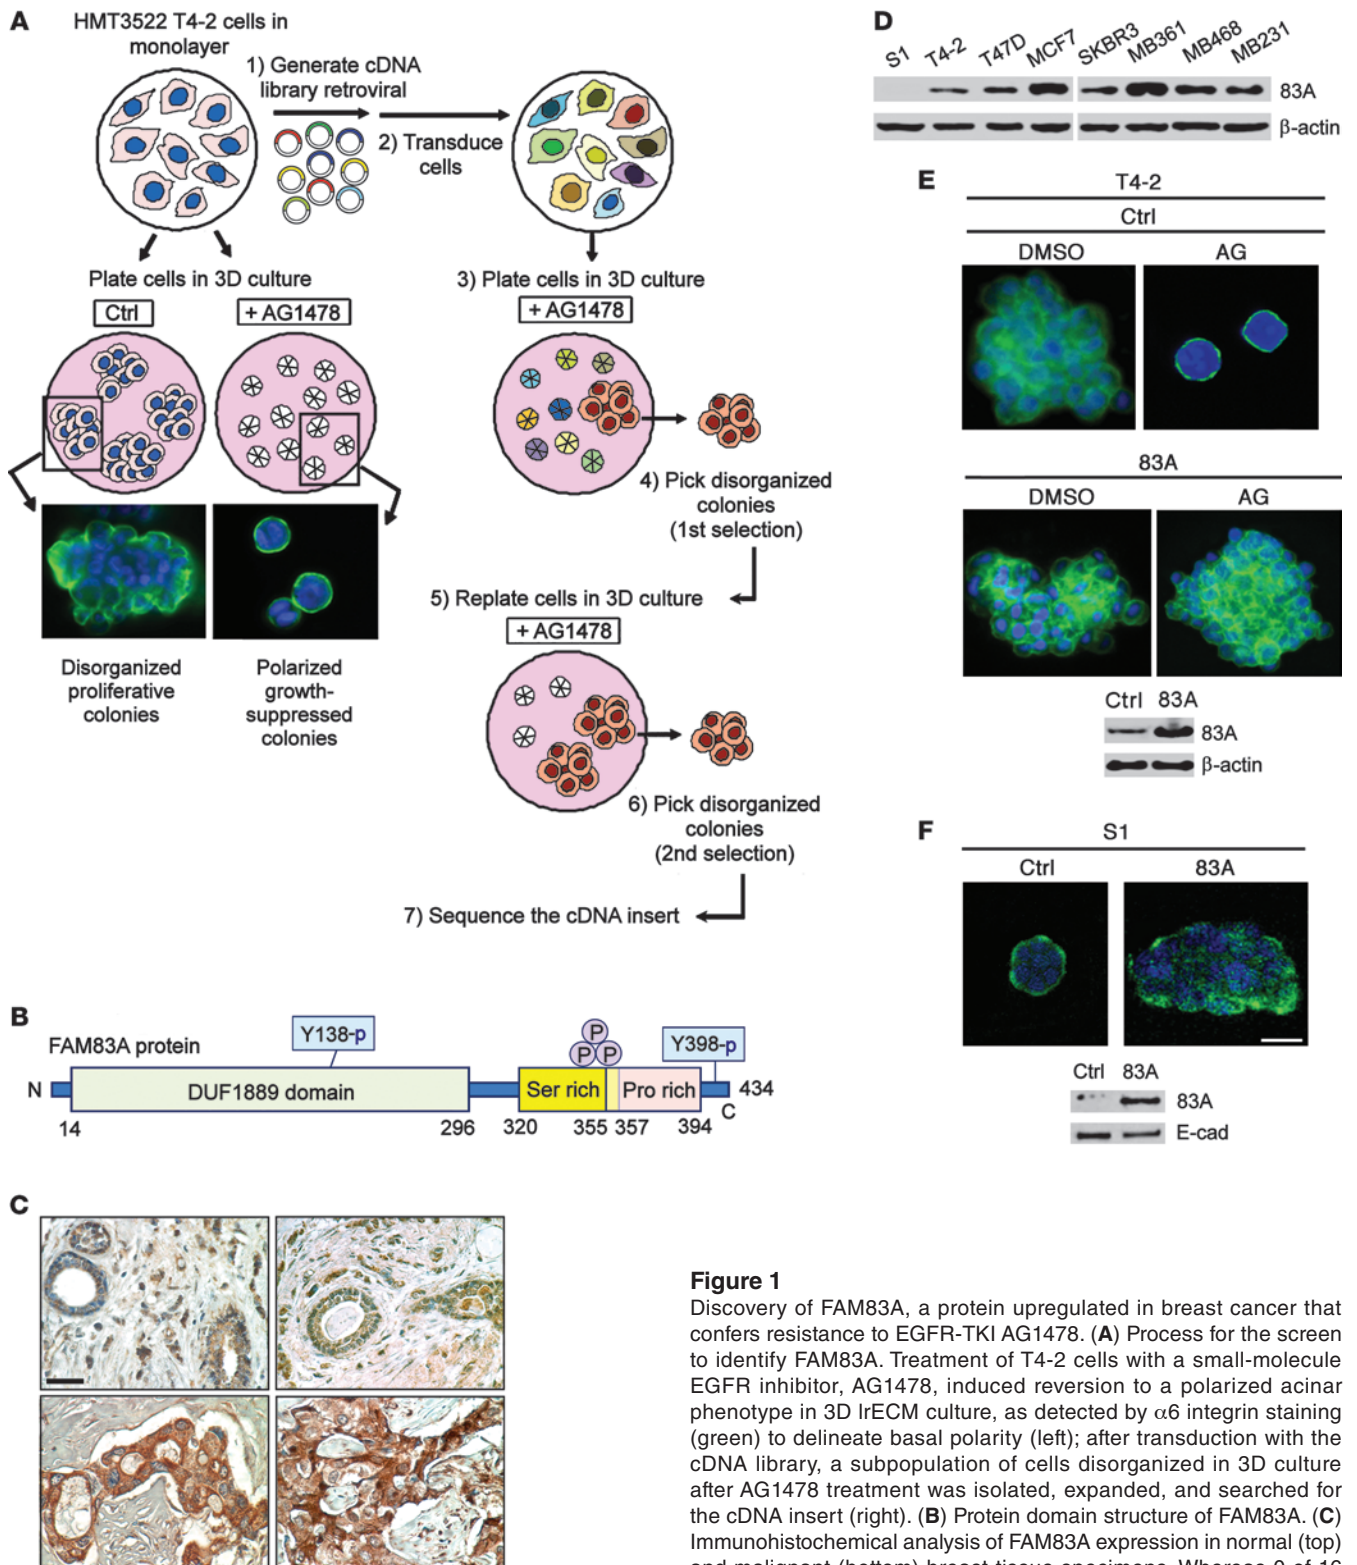 A
HMT3522 T4-2 cells in
monolayer
1) Generate cDNA
library retroviral
2) Transduce
cells
Plate cells in 3D culture
Ctrl
+ AG1478
3) Plate cells in 3D culture
+ AG1478
4) Pick disorganized
colonies
(1st selection)
5) Replate cells in 3D culture
+ AG1478
Disorganized
proliferative
colonies
Polarized
growth-
suppressed
colonies
6) Pick disorganized
colonies
(2nd selection)
7) Sequence the cDNA insert
B
FAM83A protein
Y138-p
P
P P
Y398-p
N
DUF1889 domain
Ser rich
Pro rich
434
C
14 296 320 355 357 394
C
D
S1 T4-2 T47D MCF7 SKBR3 MB361 MB468 MB231
83A
β-actin
E
T4-2
Ctrl
DMSO AG
83A
DMSO AG
Ctrl 83A
83A
β-actin
F
S1
Ctrl 83A
Ctrl 83A
83A
E-cad
Figure 1
Discovery of FAM83A, a protein upregulated in breast cancer that
confers resistance to EGFR-TKI AG1478. (A) Process for the screen
to identify FAM83A. Treatment of T4-2 cells with a small-molecule
EGFR inhibitor, AG1478, induced reversion to a polarized acinar
phenotype in 3D lrECM culture, as detected by α6 integrin staining
(green) to delineate basal polarity (left); after transduction with the
cDNA library, a subpopulation of cells disorganized in 3D culture
after AG1478 treatment was isolated, expanded, and searched for
the cDNA insert (right). (B) Protein domain structure of FAM83A. (C)
Immunohistochemical analysis of FAM83A expression in normal (top)
and malignant (bottom) breast tissue specimens. Whereas 9 of 16